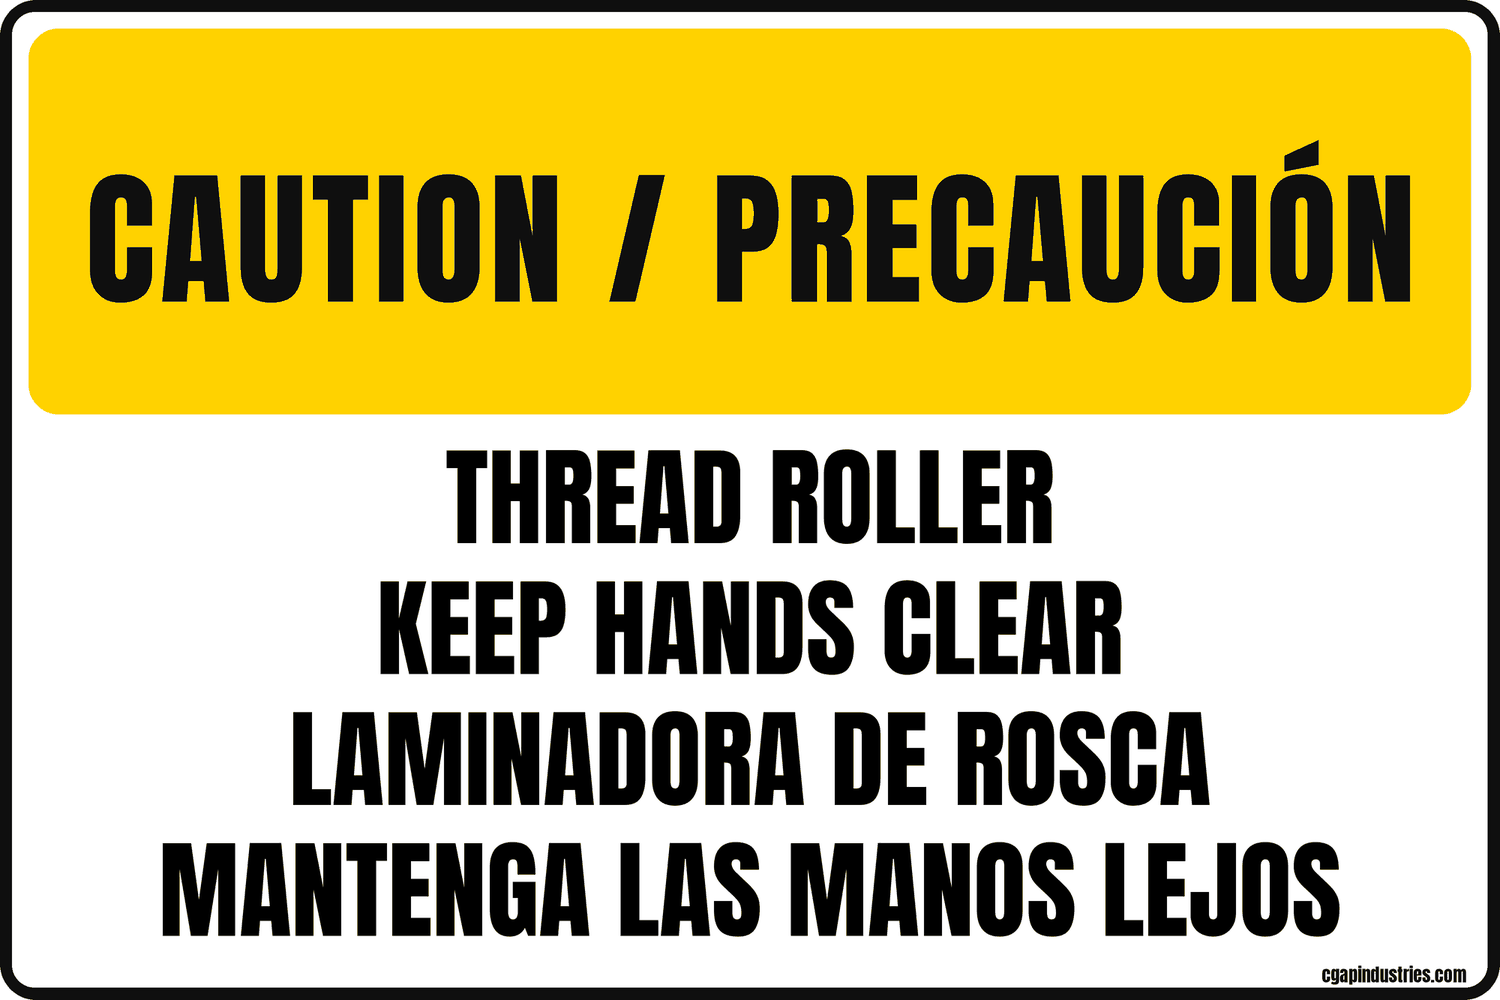 CAUTION / PRECAUCIÓN
THREAD ROLLER
KEEP HANDS CLEAR
LAMINADORA DE ROSCA
MANTENGA LAS MANOS LEJOS
cgapindustries.com